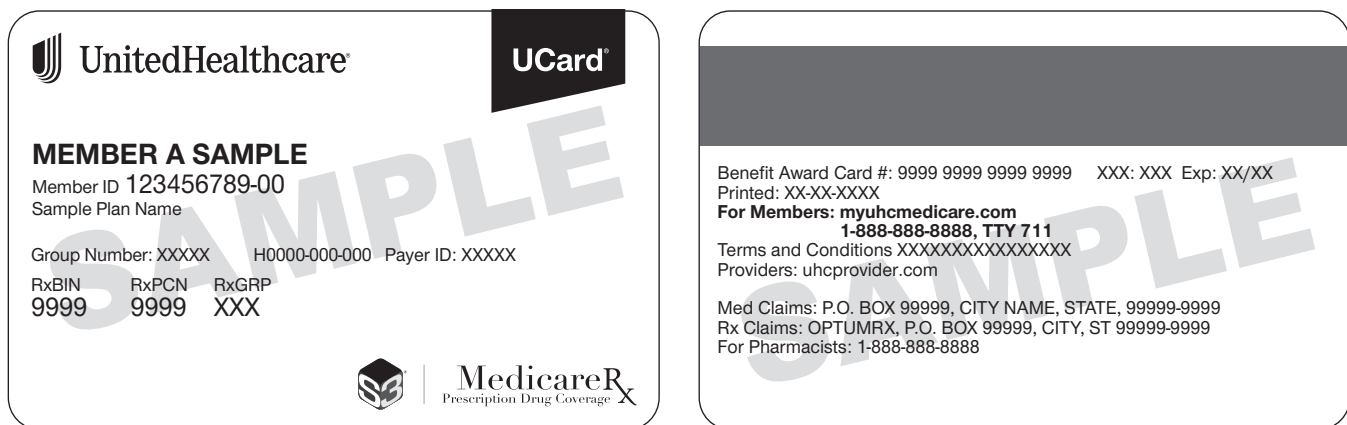 UnitedHealthcare®
UCard®
MEMBER A SAMPLE
Member ID 123456789-00
Sample Plan Name
Group Number: XXXXX H0000-000-000 Payer ID: XXXXX
RxBIN RxPCN RxGRP
9999 9999 XXX
SAMPLE
S3
MedicareRx
Prescription Drug Coverage
Benefit Award Card #: 9999 9999 9999 9999 XXX: XXX Exp: XX/XX
Printed: XX-XX-XXXX
For Members: myuhcmedicare.com
1-888-888-8888, TTY 711
Terms and Conditions XXXXXXXXXXXXXXXX
Providers: uhcprovider.com
Med Claims: P.O. BOX 99999, CITY NAME, STATE, 99999-9999
Rx Claims: OPTUMRX, P.O. BOX 99999, CITY, ST 99999-9999
For Pharmacists: 1-888-888-8888
SAMPLE